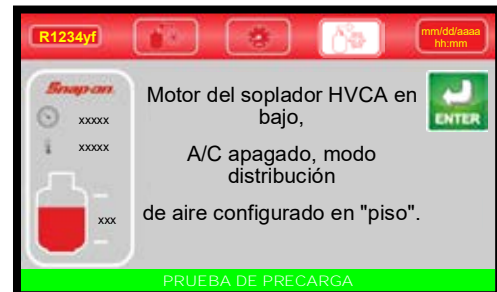 R1234yf
mm/dd/aaaa
hh:mm
Snap-on
xxxxx
xxxxx
xxx
Motor del soplador HVCA en
bajo,
A/C apagado, modo
distribución
de aire configurado en "piso".
ENTER
PRUEBA DE PRECARGA